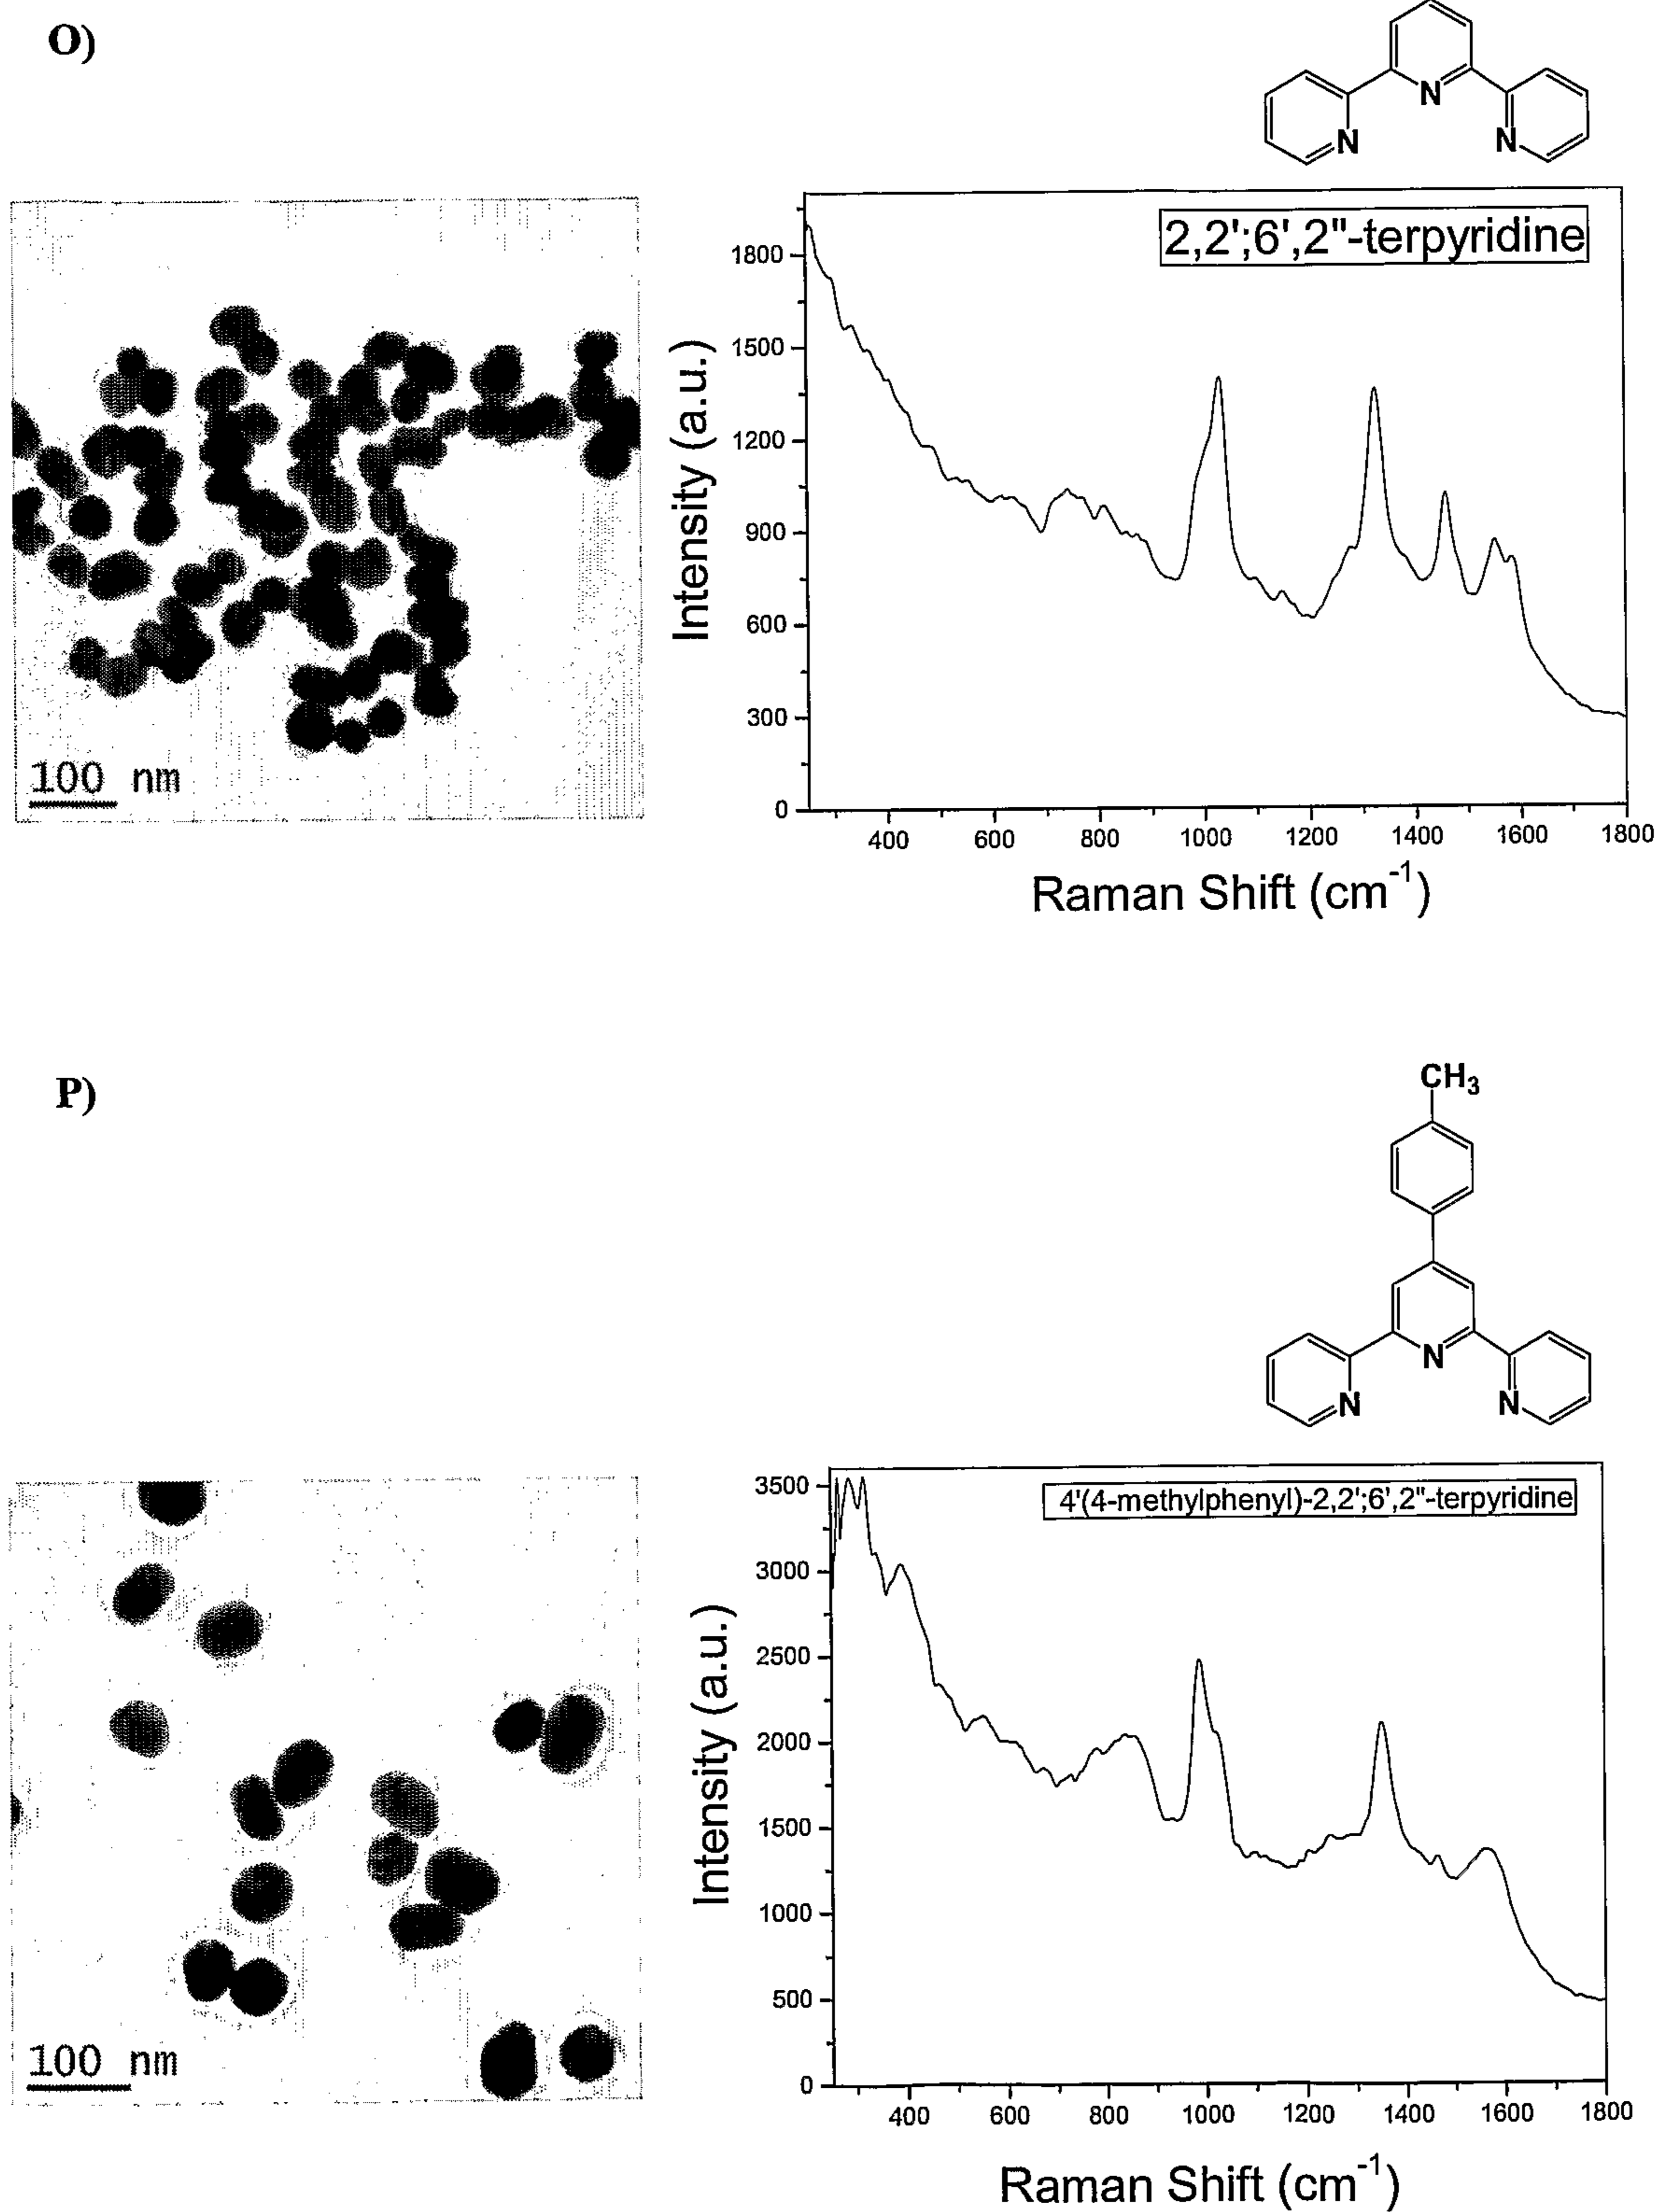 O)
N
N
N
2,2';6',2"-terpyridine
1800
1500
1200
900
600
300
0
Intensity (a.u.)
400 600 800 1000 1200 1400 1600 1800
Raman Shift (cm-1)
100 nm
P)
CH3
N
N
N
4'(4-methylphenyl)-2,2';6',2"-terpyridine
3500
3000
2500
2000
1500
1000
500
0
Intensity (a.u.)
400 600 800 1000 1200 1400 1600 1800
Raman Shift (cm-1)
100 nm